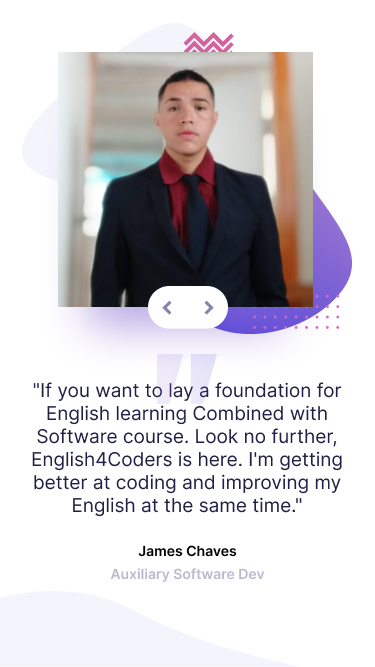 "If you want to lay a foundation for
English learning Combined with
Software course. Look no further,
English4Coders is here. I'm getting
better at coding and improving my
English at the same time."
James Chaves
Auxiliary Software Dev